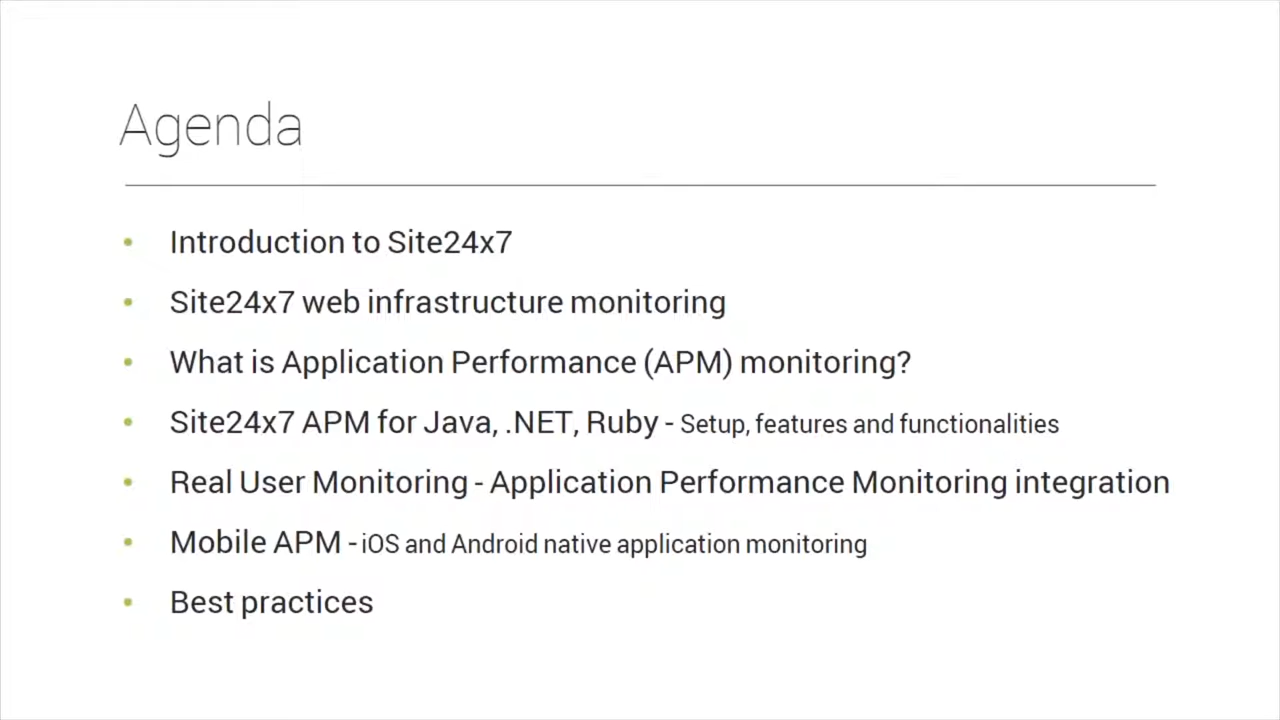 Agenda
• Introduction to Site24x7
• Site24x7 web infrastructure monitoring
• What is Application Performance (APM) monitoring?
• Site24x7 APM for Java, .NET, Ruby - Setup, features and functionalities
• Real User Monitoring - Application Performance Monitoring integration
• Mobile APM - iOS and Android native application monitoring
• Best practices